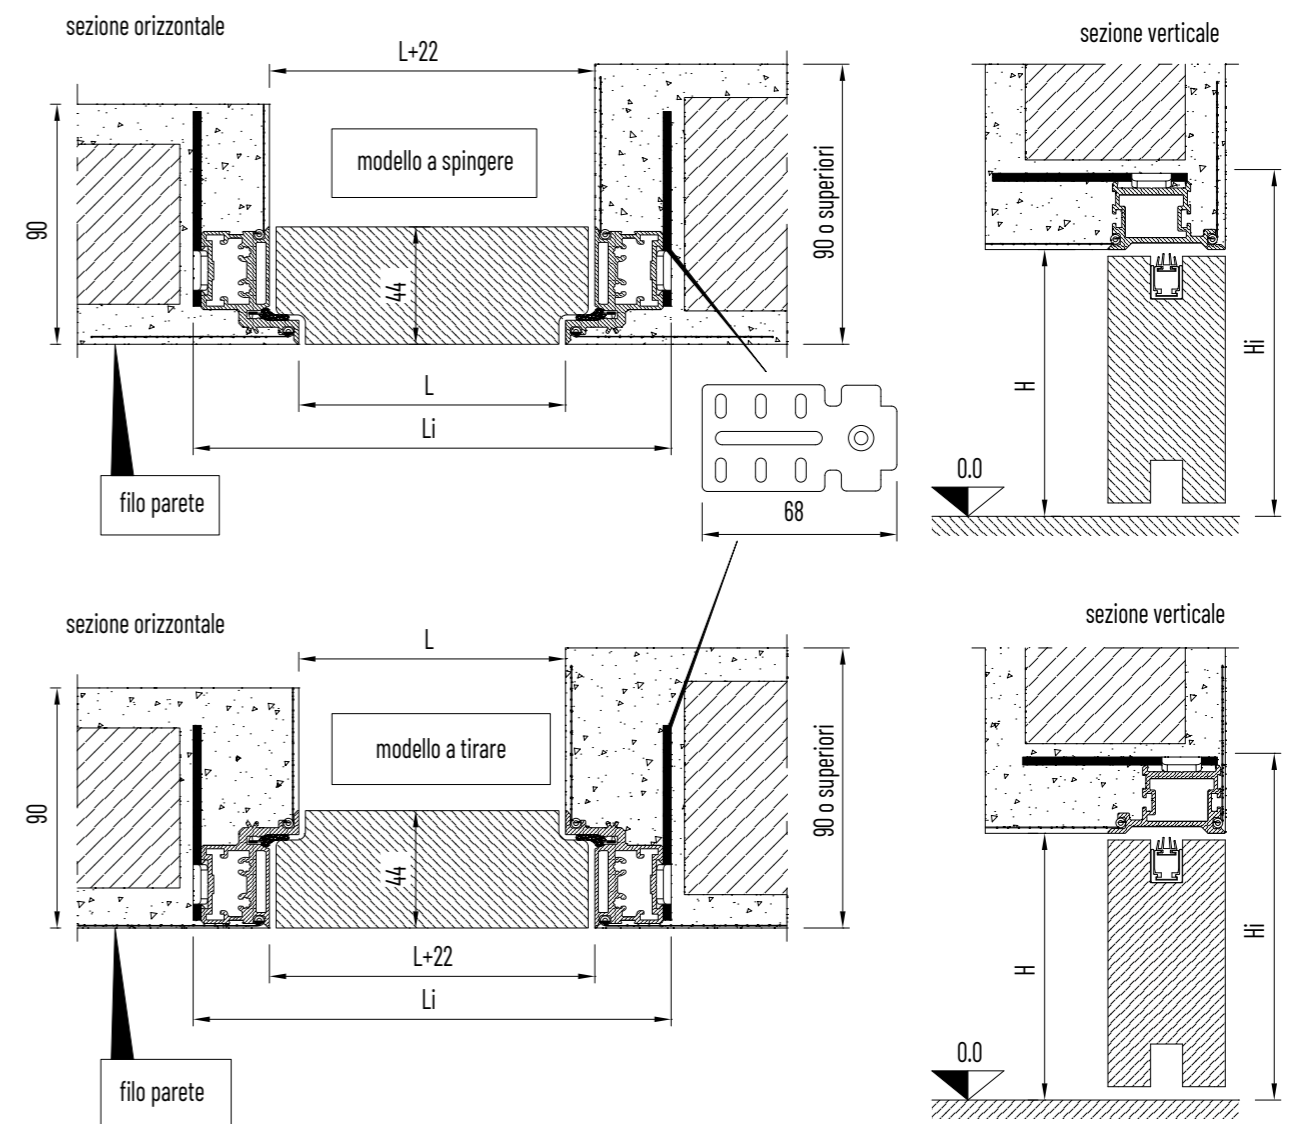 sezione orizzontale
L+22
modello a spingere
90
90 o superiori
44
L
Li
filo parete
68
sezione verticale
H
Hi
0.0
sezione orizzontale
L
modello a tirare
90
90 o superiori
44
L+22
Li
filo parete
sezione verticale
H
Hi
0.0